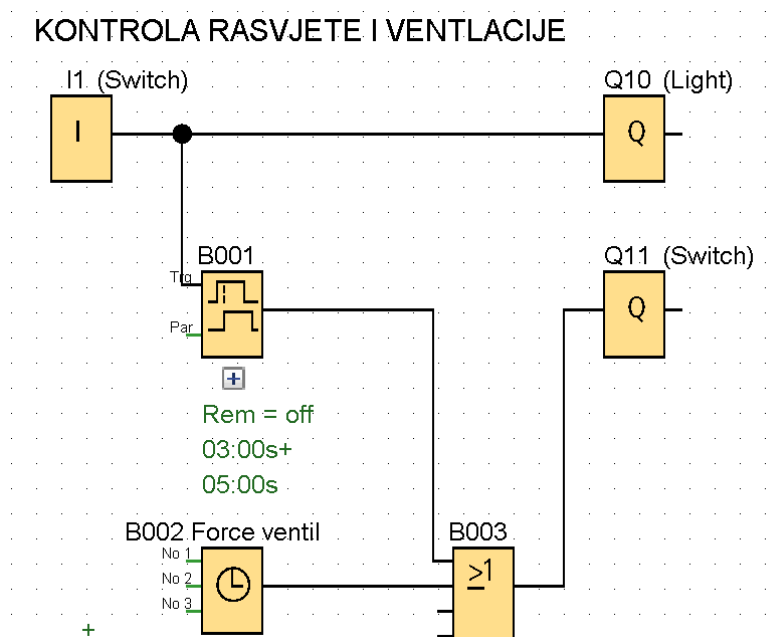 KONTROLA RASVJETE I VENTLACIJE
I1 (Switch)
Q10 (Light)
I
Q
B001
Q11 (Switch)
Trg
Q
Par
Rem = off
03:00s+
05:00s
B002 Force ventil
B003
No 1
≥1
No 2
No 3